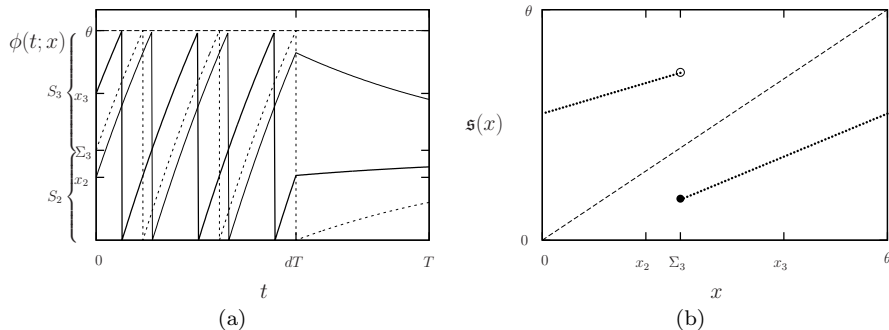 θ
ϕ(t; x)
S₃
x₃
Σ₃
x₂
S₂
0
dT
T
t
(a)
θ
𝔰(x)
0
0
x₂
Σ₃
x₃
θ
x
(b)